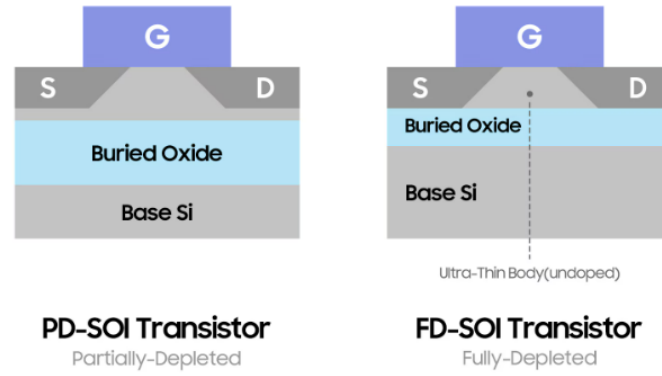 G
S
D
Buried Oxide
Base Si
PD-SOI Transistor
Partially-Depleted
G
S
D
Buried Oxide
Base Si
Ultra-Thin Body(undoped)
FD-SOI Transistor
Fully-Depleted